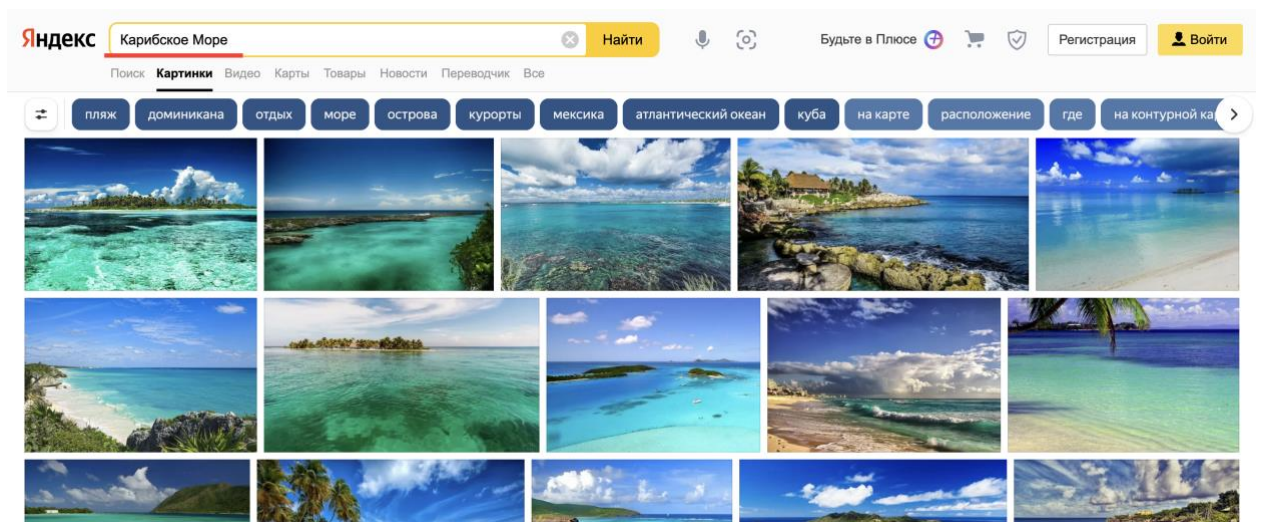 Яндекс Карибское Море Найти Будьте в Плюсе Регистрация Войти
Поиск Картинки Видео Карты Товары Новости Переводчик Все
пляж доминикана отдых море острова курорты мексика атлантический океан куба на карте расположение где на контурной